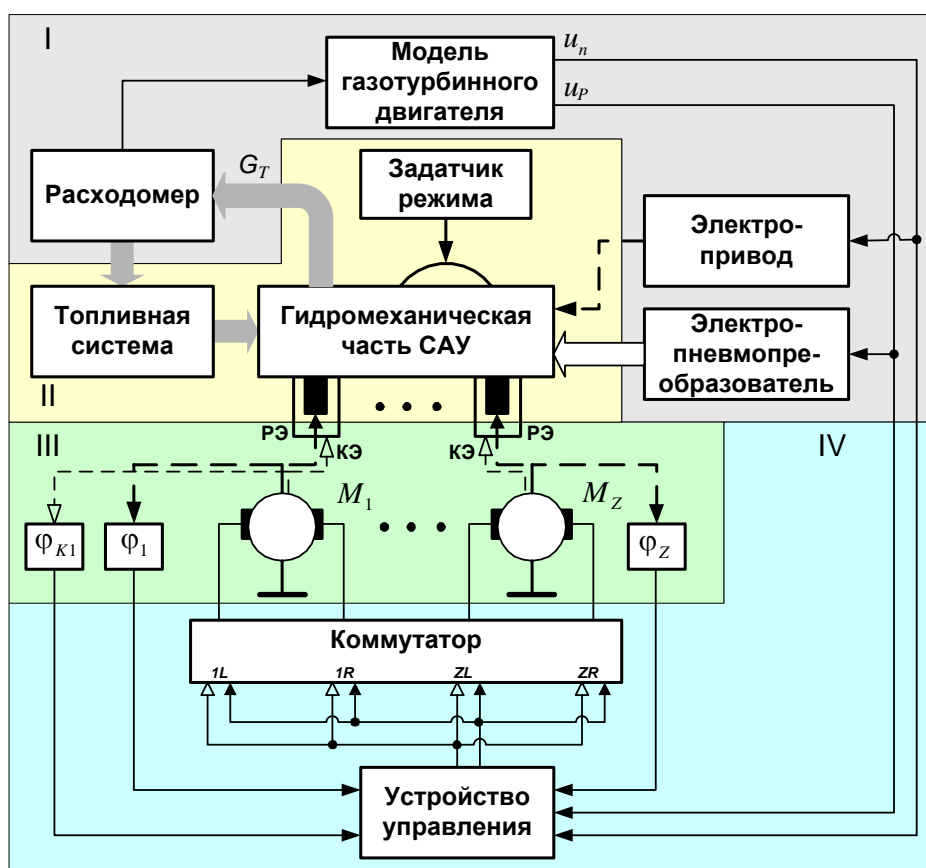 I
Модель
газотурбинного
двигателя
u_n
u_P
Расходомер
G_T
Задатчик
режима
Электро-
привод
Топливная
система
Гидромеханическая
часть САУ
Электро-
пневмопре-
образователь
II
РЭ
КЭ
КЭ
РЭ
III
IV
M_1
M_Z
φ_K1
φ_1
φ_Z
Коммутатор
1L
1R
ZL
ZR
Устройство
управления